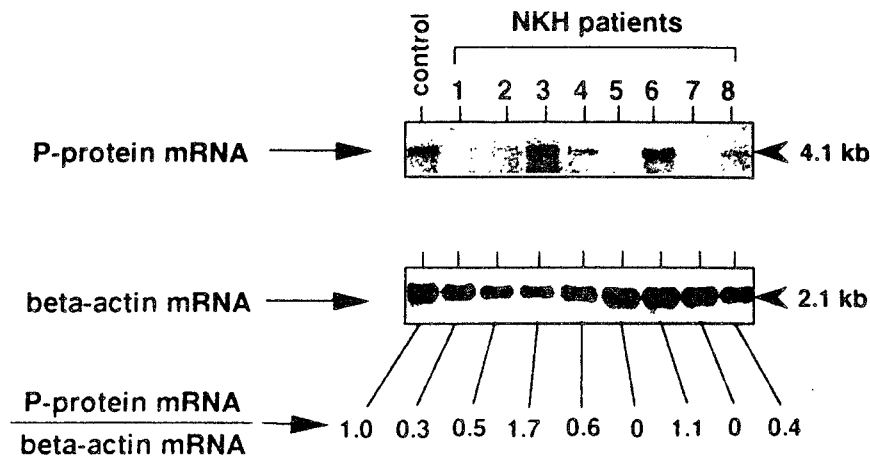 NKH patients
control 1 2 3 4 5 6 7 8
P-protein mRNA 4.1 kb
beta-actin mRNA 2.1 kb
P-protein mRNA
beta-actin mRNA
1.0 0.3 0.5 1.7 0.6 0 1.1 0 0.4